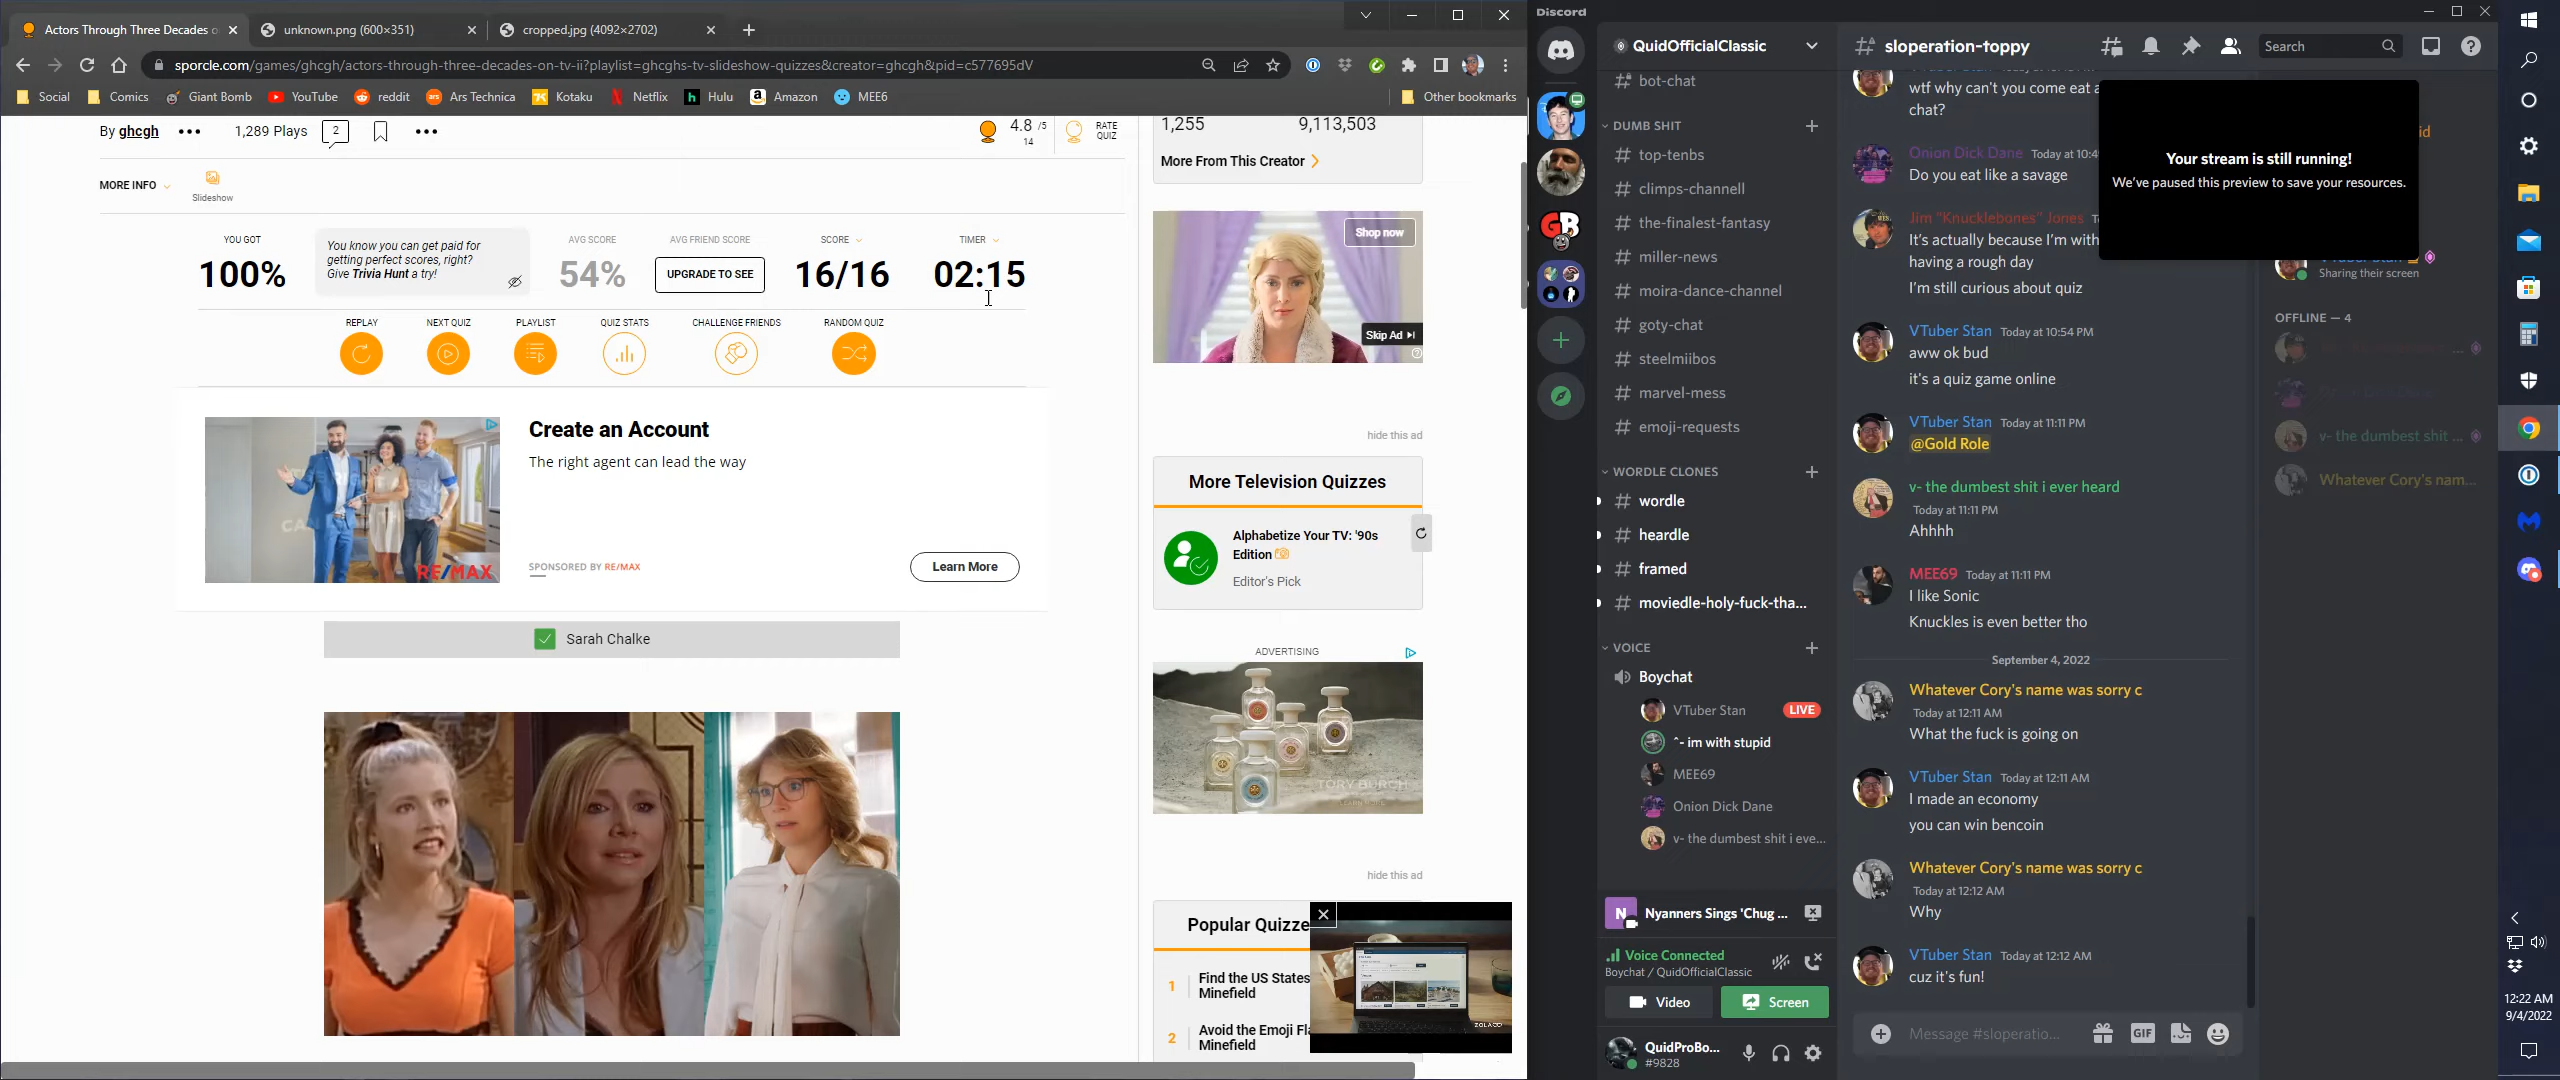 Actors Through Three Decades o
unknown.png (600×351)
cropped.jpg (4092×2702)
sporcle.com/games/ghcgh/actors-through-three-decades-on-tv-ii?playlist=ghcghs-tv-slideshow-quizzes&creator=ghcgh&pid=c577695dV
Social Comics Giant Bomb YouTube reddit Ars Technica Kotaku Netflix Hulu Amazon MEE6 Other bookmarks
By ghcgh ••• 1,289 Plays 2 •••
4.8 /5
14
RATE
QUIZ
MORE INFO
Slideshow
YOU GOT
100%
You know you can get paid for
getting perfect scores, right?
Give Trivia Hunt a try!
AVG SCORE
54%
AVG FRIEND SCORE
UPGRADE TO SEE
SCORE
16/16
TIMER
02:15
REPLAY NEXT QUIZ PLAYLIST QUIZ STATS CHALLENGE FRIENDS RANDOM QUIZ
Create an Account
The right agent can lead the way
RE/MAX
SPONSORED BY RE/MAX
Learn More
Sarah Chalke
1,255 9,113,503
More From This Creator
Shop now
Skip Ad
hide this ad
More Television Quizzes
Alphabetize Your TV: '90s
Edition
Editor's Pick
ADVERTISING
TORY BURCH
hide this ad
Popular Quizze
1 Find the US States
Minefield
2 Avoid the Emoji Fl
Minefield
ZOLA
Discord
QuidOfficialClassic
bot-chat
DUMB SHIT
top-tenbs
climps-channell
the-finalest-fantasy
miller-news
moira-dance-channel
goty-chat
steelmiibos
marvel-mess
emoji-requests
WORDLE CLONES
wordle
heardle
framed
moviedle-holy-fuck-tha...
VOICE
Boychat
VTuber Stan LIVE
^- im with stupid
MEE69
Onion Dick Dane
v- the dumbest shit i eve...
N Nyanners Sings 'Chug ...
Voice Connected
Boychat / QuidOfficialClassic
Video Screen
QuidProBo...
#9828
sloperation-toppy
Search
wtf why can't you come eat a
chat?
Onion Dick Dane Today at 10:4
Do you eat like a savage
Jim "Knucklebones" Jones
It's actually because I'm with
having a rough day
I'm still curious about quiz
VTuber Stan Today at 10:54 PM
aww ok bud
it's a quiz game online
VTuber Stan Today at 11:11 PM
@Gold Role
v- the dumbest shit i ever heard
Today at 11:11 PM
Ahhhh
MEE69 Today at 11:11 PM
I like Sonic
Knuckles is even better tho
September 4, 2022
Whatever Cory's name was sorry c
Today at 12:11 AM
What the fuck is going on
VTuber Stan Today at 12:11 AM
I made an economy
you can win bencoin
Whatever Cory's name was sorry c
Today at 12:12 AM
Why
VTuber Stan Today at 12:12 AM
cuz it's fun!
Message #sloperatio...
GIF
Your stream is still running!
We've paused this preview to save your resources.
id
Sharing their screen
OFFLINE — 4
v- the dumbest shit ...
Whatever Cory's nam...
12:22 AM
9/4/2022